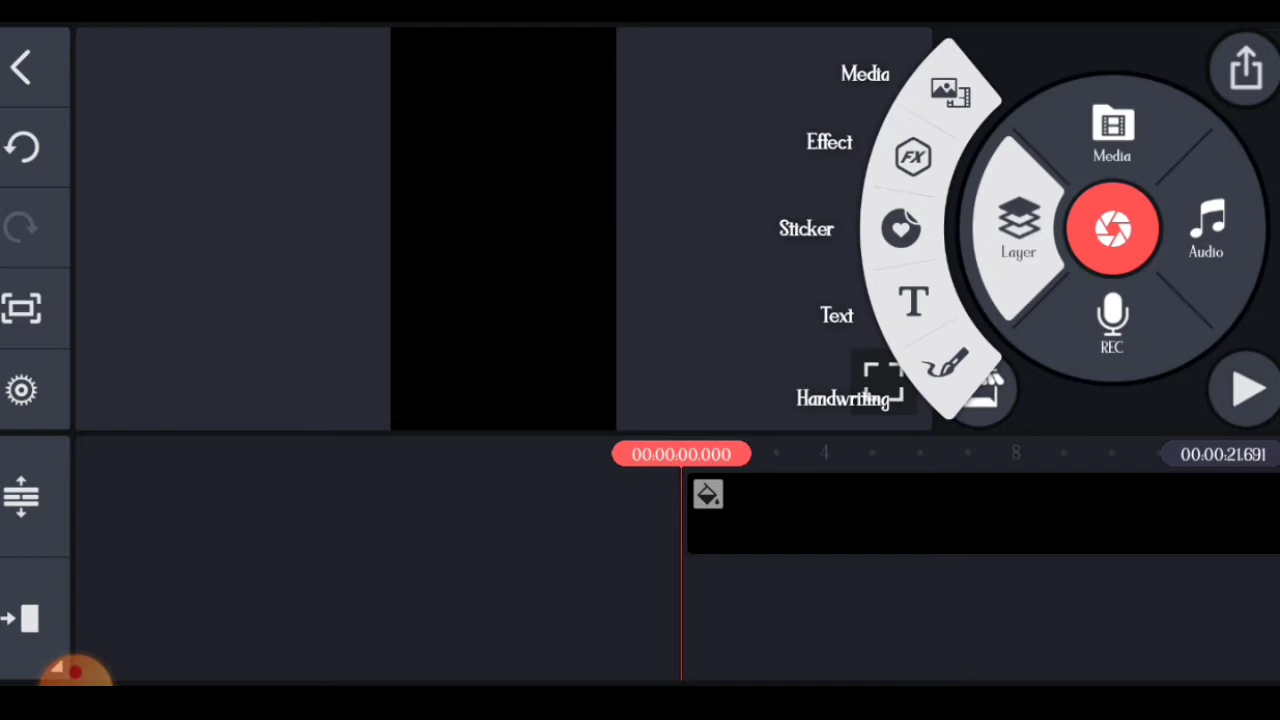 Media
Effect
FX
Sticker
Text
T
Handwriting
Media
Layer
Audio
REC
00:00:00.000
4
8
00:00:21.691